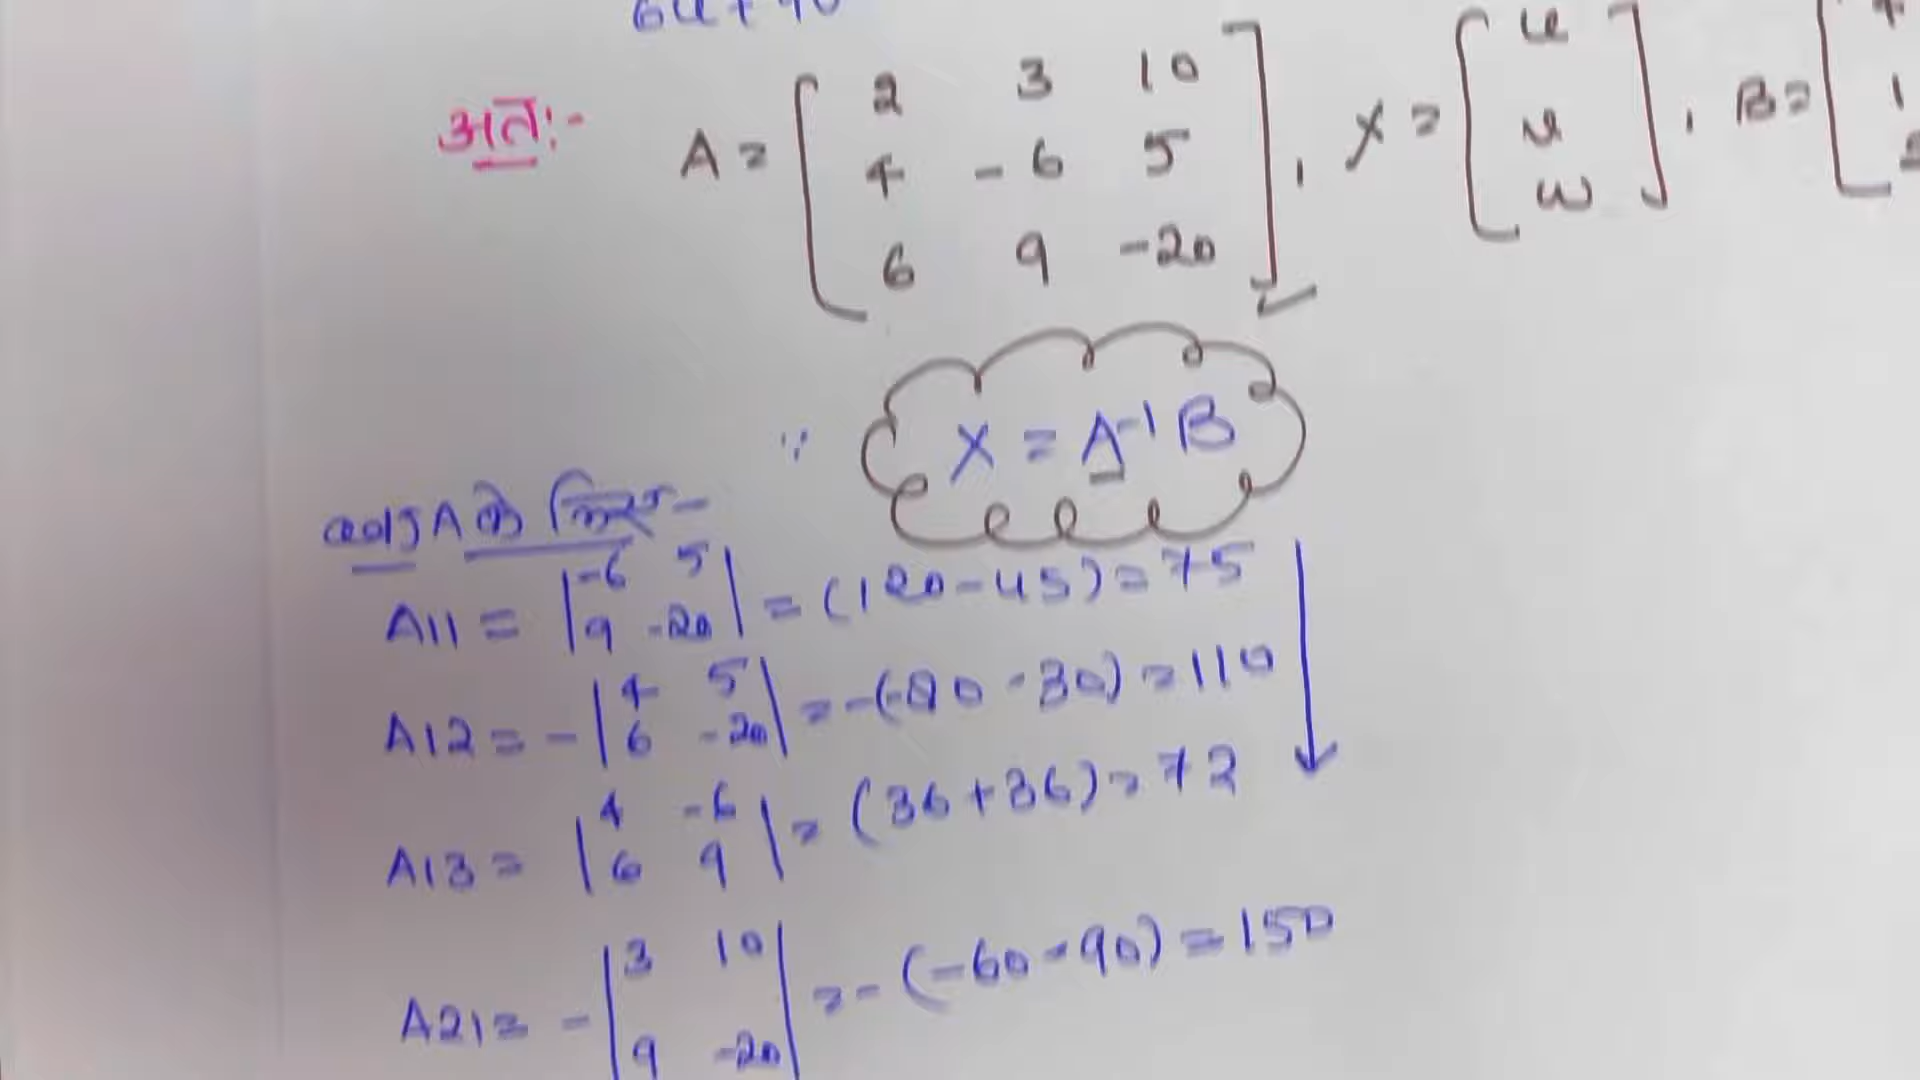 अतः- A = [2 3 10 4 -6 5 6 9 -20], X = [u v w], B = [4 1
∵ X = A⁻¹B
A के लिए -
A11 = |-6 5 9 -20| = (120-45) = 75
A12 = -|4 5 6 -20| = -(-80-30) = 110
A13 = |4 -6 6 9| = (36+36) = 72
A21 = -|3 10 9 -20| = -(-60-90) = 150